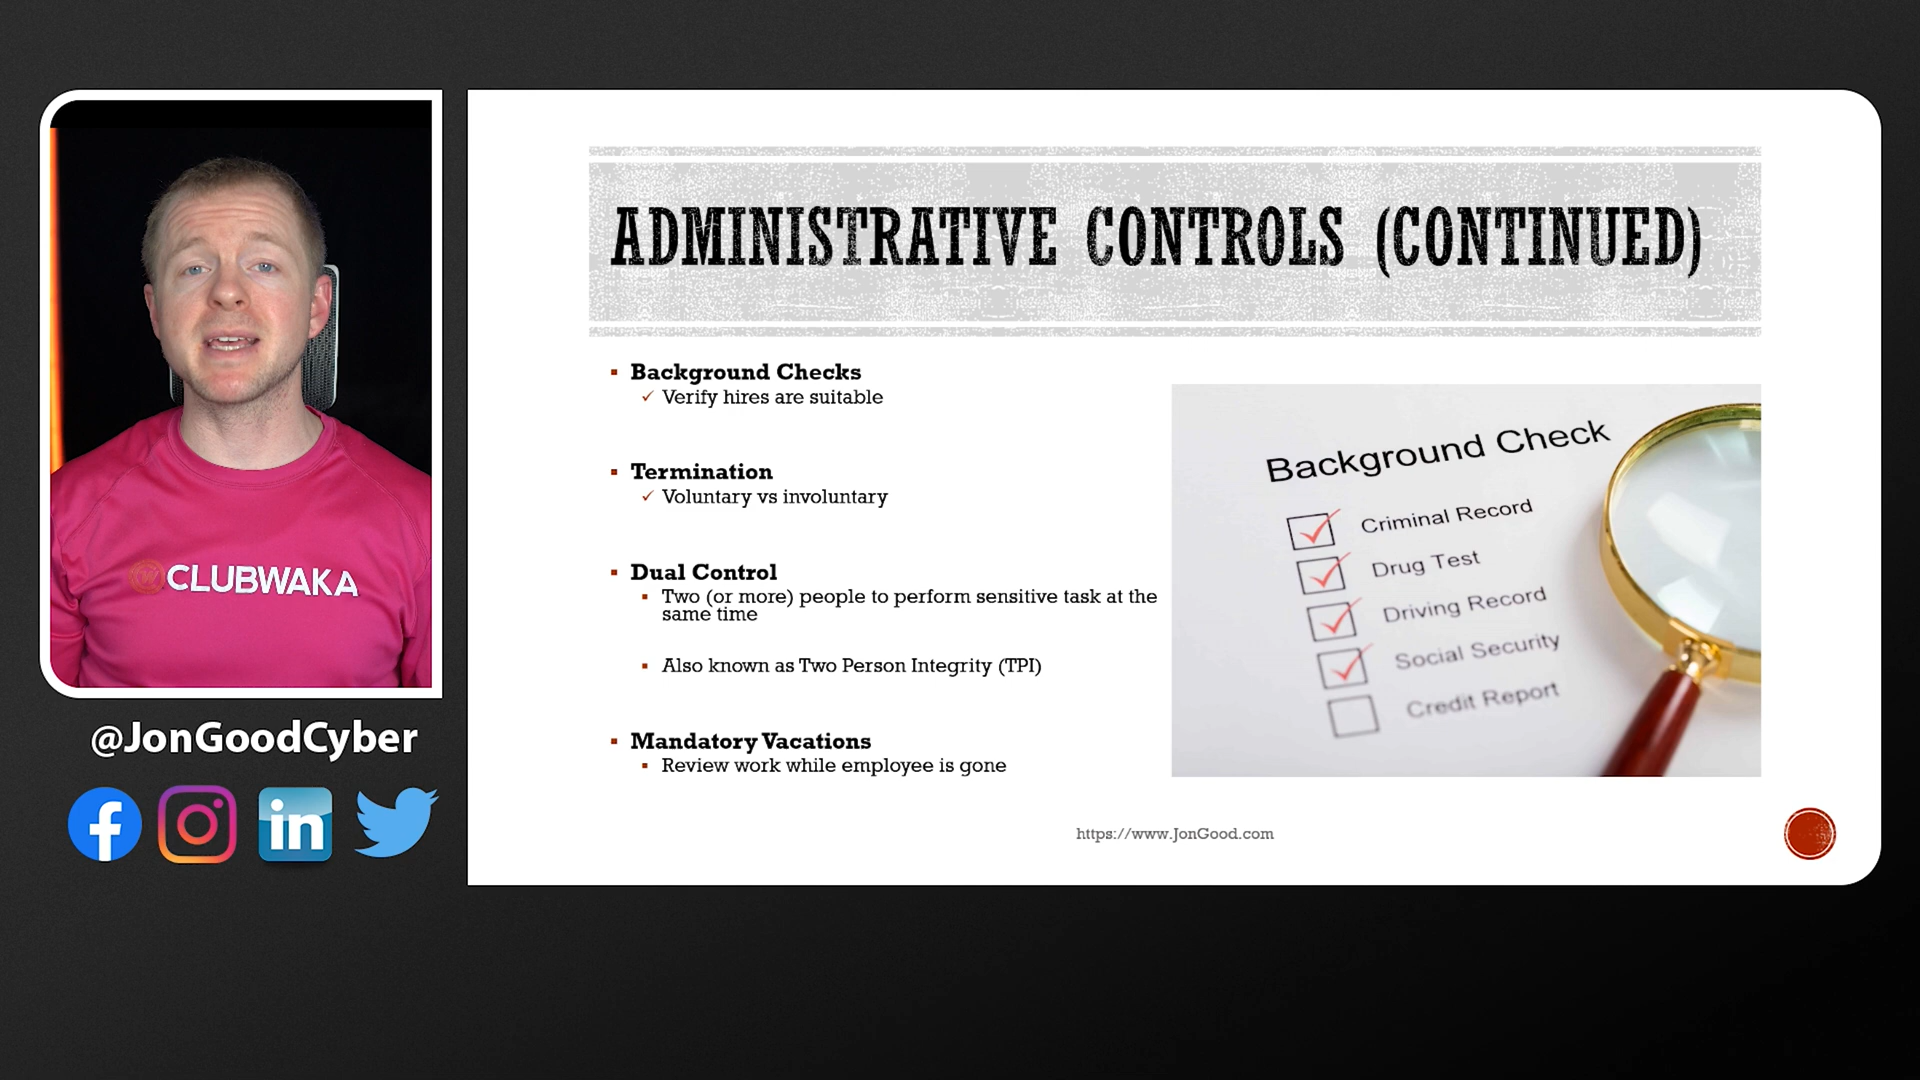 ADMINISTRATIVE CONTROLS (CONTINUED)
Background Checks
Verify hires are suitable
Termination
Voluntary vs involuntary
Dual Control
Two (or more) people to perform sensitive task at the
same time
Also known as Two Person Integrity (TPI)
Mandatory Vacations
Review work while employee is gone
Background Check
Criminal Record
Drug Test
Driving Record
Social Security
Credit Report
https://www.JonGood.com
CLUBWAKA
@JonGoodCyber
f
in